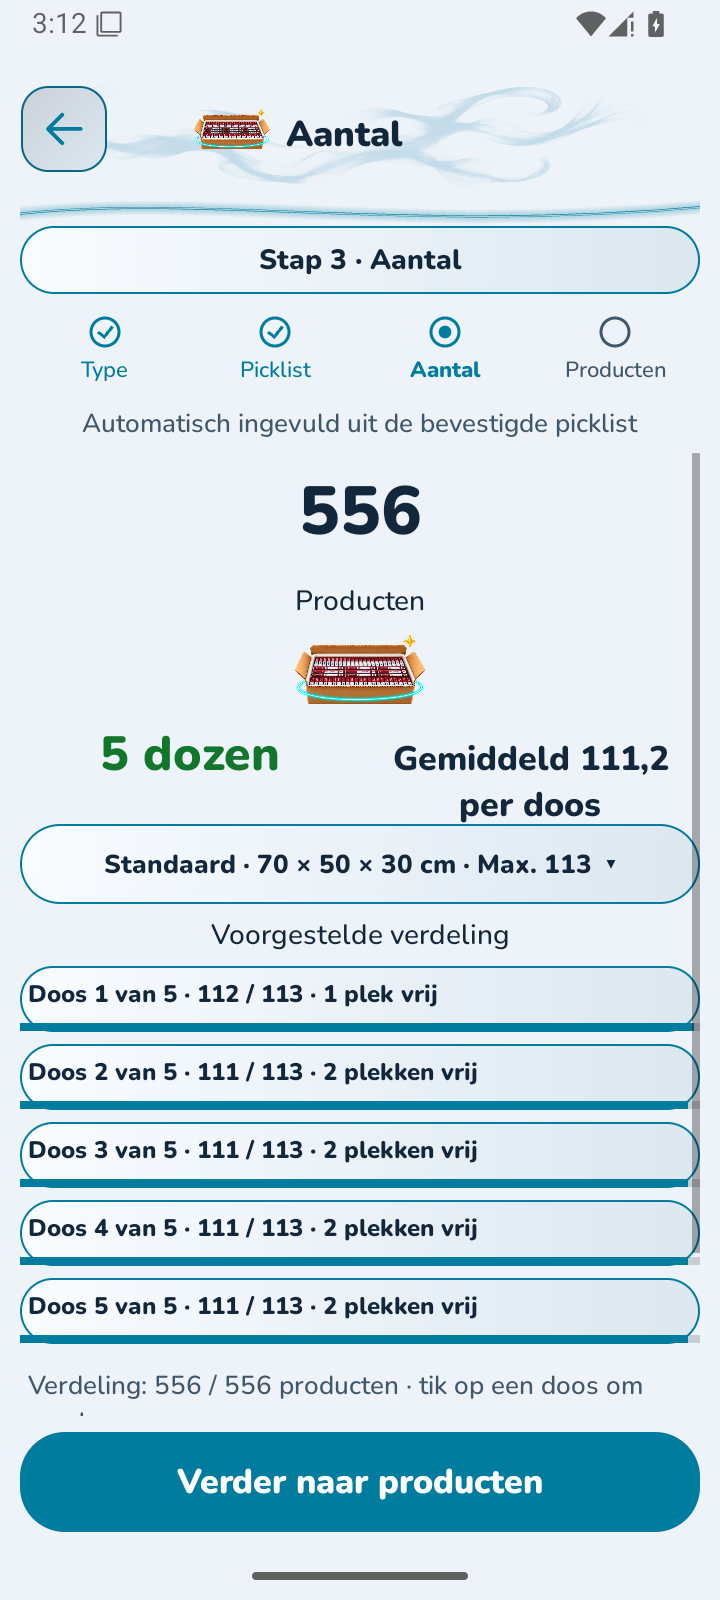 3:12
Aantal
Stap 3 · Aantal
Type
Picklist
Aantal
Producten
Automatisch ingevuld uit de bevestigde picklist
556
Producten
5 dozen
Gemiddeld 111,2
per doos
Standaard · 70 × 50 × 30 cm · Max. 113 ▼
Voorgestelde verdeling
Doos 1 van 5 · 112 / 113 · 1 plek vrij
Doos 2 van 5 · 111 / 113 · 2 plekken vrij
Doos 3 van 5 · 111 / 113 · 2 plekken vrij
Doos 4 van 5 · 111 / 113 · 2 plekken vrij
Doos 5 van 5 · 111 / 113 · 2 plekken vrij
Verdeling: 556 / 556 producten · tik op een doos om
Verder naar producten